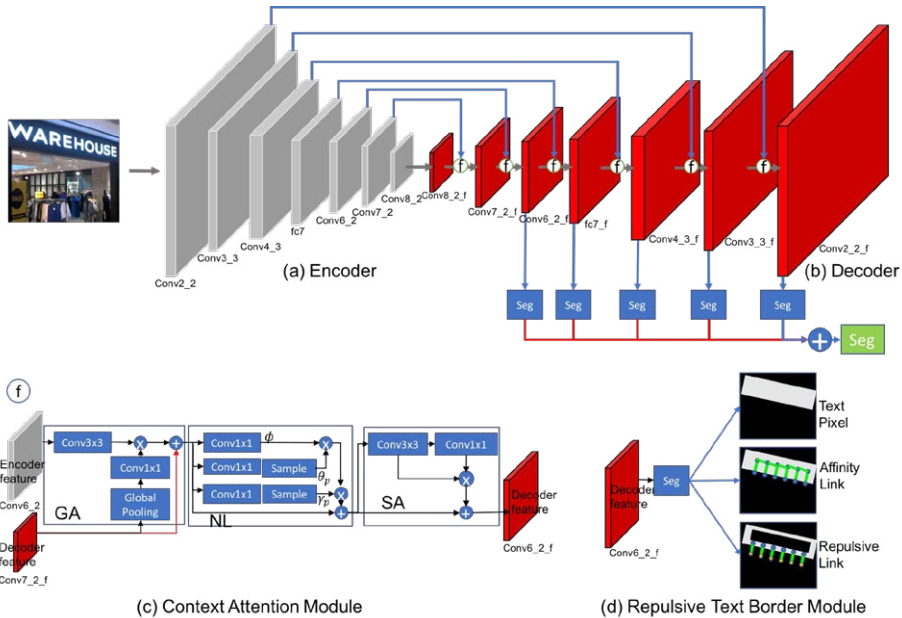 WAREHOUSE
SALE
Conv2_2
Conv3_3
Conv4_3
fc7
Conv6_2
Conv7_2
Conv8_2
Conv8_2_f
Conv7_2_f
Conv6_2_f
fc7_f
Conv4_3_f
Conv3_3_f
Conv2_2_f
f
f
f
f
f
f
(a) Encoder
(b) Decoder
Seg
Seg
Seg
Seg
Seg
+
Seg
f
Encoder
feature
Conv6_2
Decoder
feature
Conv7_2_f
Conv3x3
X
+
Conv1x1
Global
Pooling
GA
Conv1x1
ϕ
X
Conv1x1
Sample
θp
Conv1x1
Sample
γp
X
+
NL
Conv3x3
Conv1x1
X
+
SA
Decoder
feature
Conv6_2_f
(c) Context Attention Module
Decoder
feature
Conv6_2_f
Seg
Text
Pixel
Affinity
Link
Repulsive
Link
(d) Repulsive Text Border Module